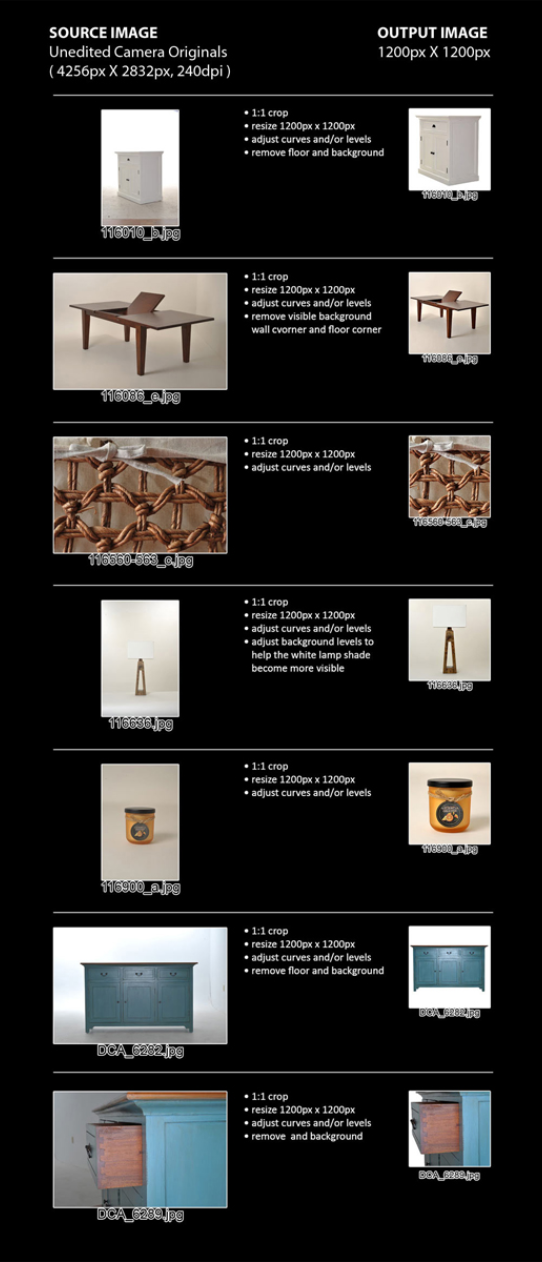 SOURCE IMAGE
Unedited Camera Originals
( 4256px X 2832px, 240dpi )
OUTPUT IMAGE
1200px X 1200px
• 1:1 crop
• resize 1200px x 1200px
• adjust curves and/or levels
• remove floor and background
116010_b.jpg
116010_b.jpg
• 1:1 crop
• resize 1200px x 1200px
• adjust curves and/or levels
• remove visible background
wall cvorner and floor corner
116086_e.jpg
116086_e.jpg
• 1:1 crop
• resize 1200px x 1200px
• adjust curves and/or levels
116560-563_c.jpg
116560-563_c.jpg
• 1:1 crop
• resize 1200px x 1200px
• adjust curves and/or levels
• adjust background levels to
help the white lamp shade
become more visible
116636.jpg
116636.jpg
• 1:1 crop
• resize 1200px x 1200px
• adjust curves and/or levels
116900_a.jpg
116900_a.jpg
• 1:1 crop
• resize 1200px x 1200px
• adjust curves and/or levels
• remove floor and background
DCA_6282.jpg
DCA_6282.jpg
• 1:1 crop
• resize 1200px x 1200px
• adjust curves and/or levels
• remove  and background
DCA_6289.jpg
DCA_6289.jpg